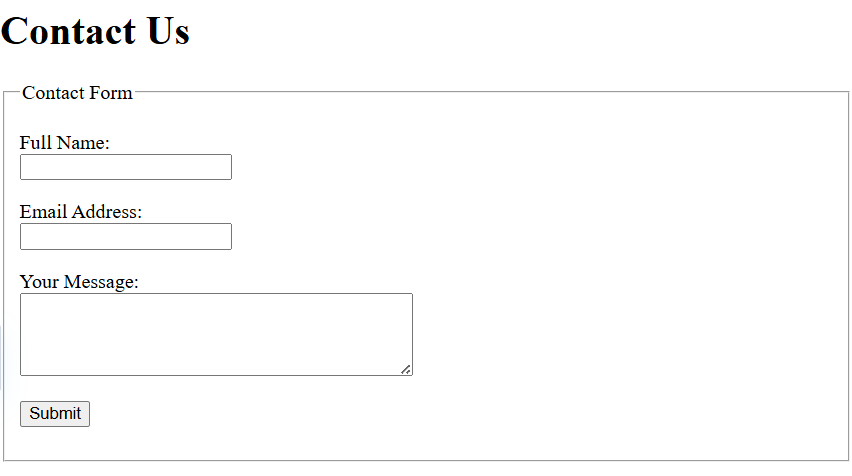 Contact Us
Contact Form
Full Name:
Email Address:
Your Message:
Submit